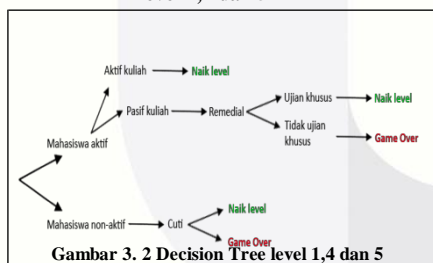 Aktif kuliah
Naik level
Pasif kuliah
Remedial
Ujian khusus
Naik level
Tidak ujian
khusus
Game Over
Mahasiswa aktif
Mahasiswa non-aktif
Cuti
Naik level
Game Over
Gambar 3. 2 Decision Tree level 1,4 dan 5